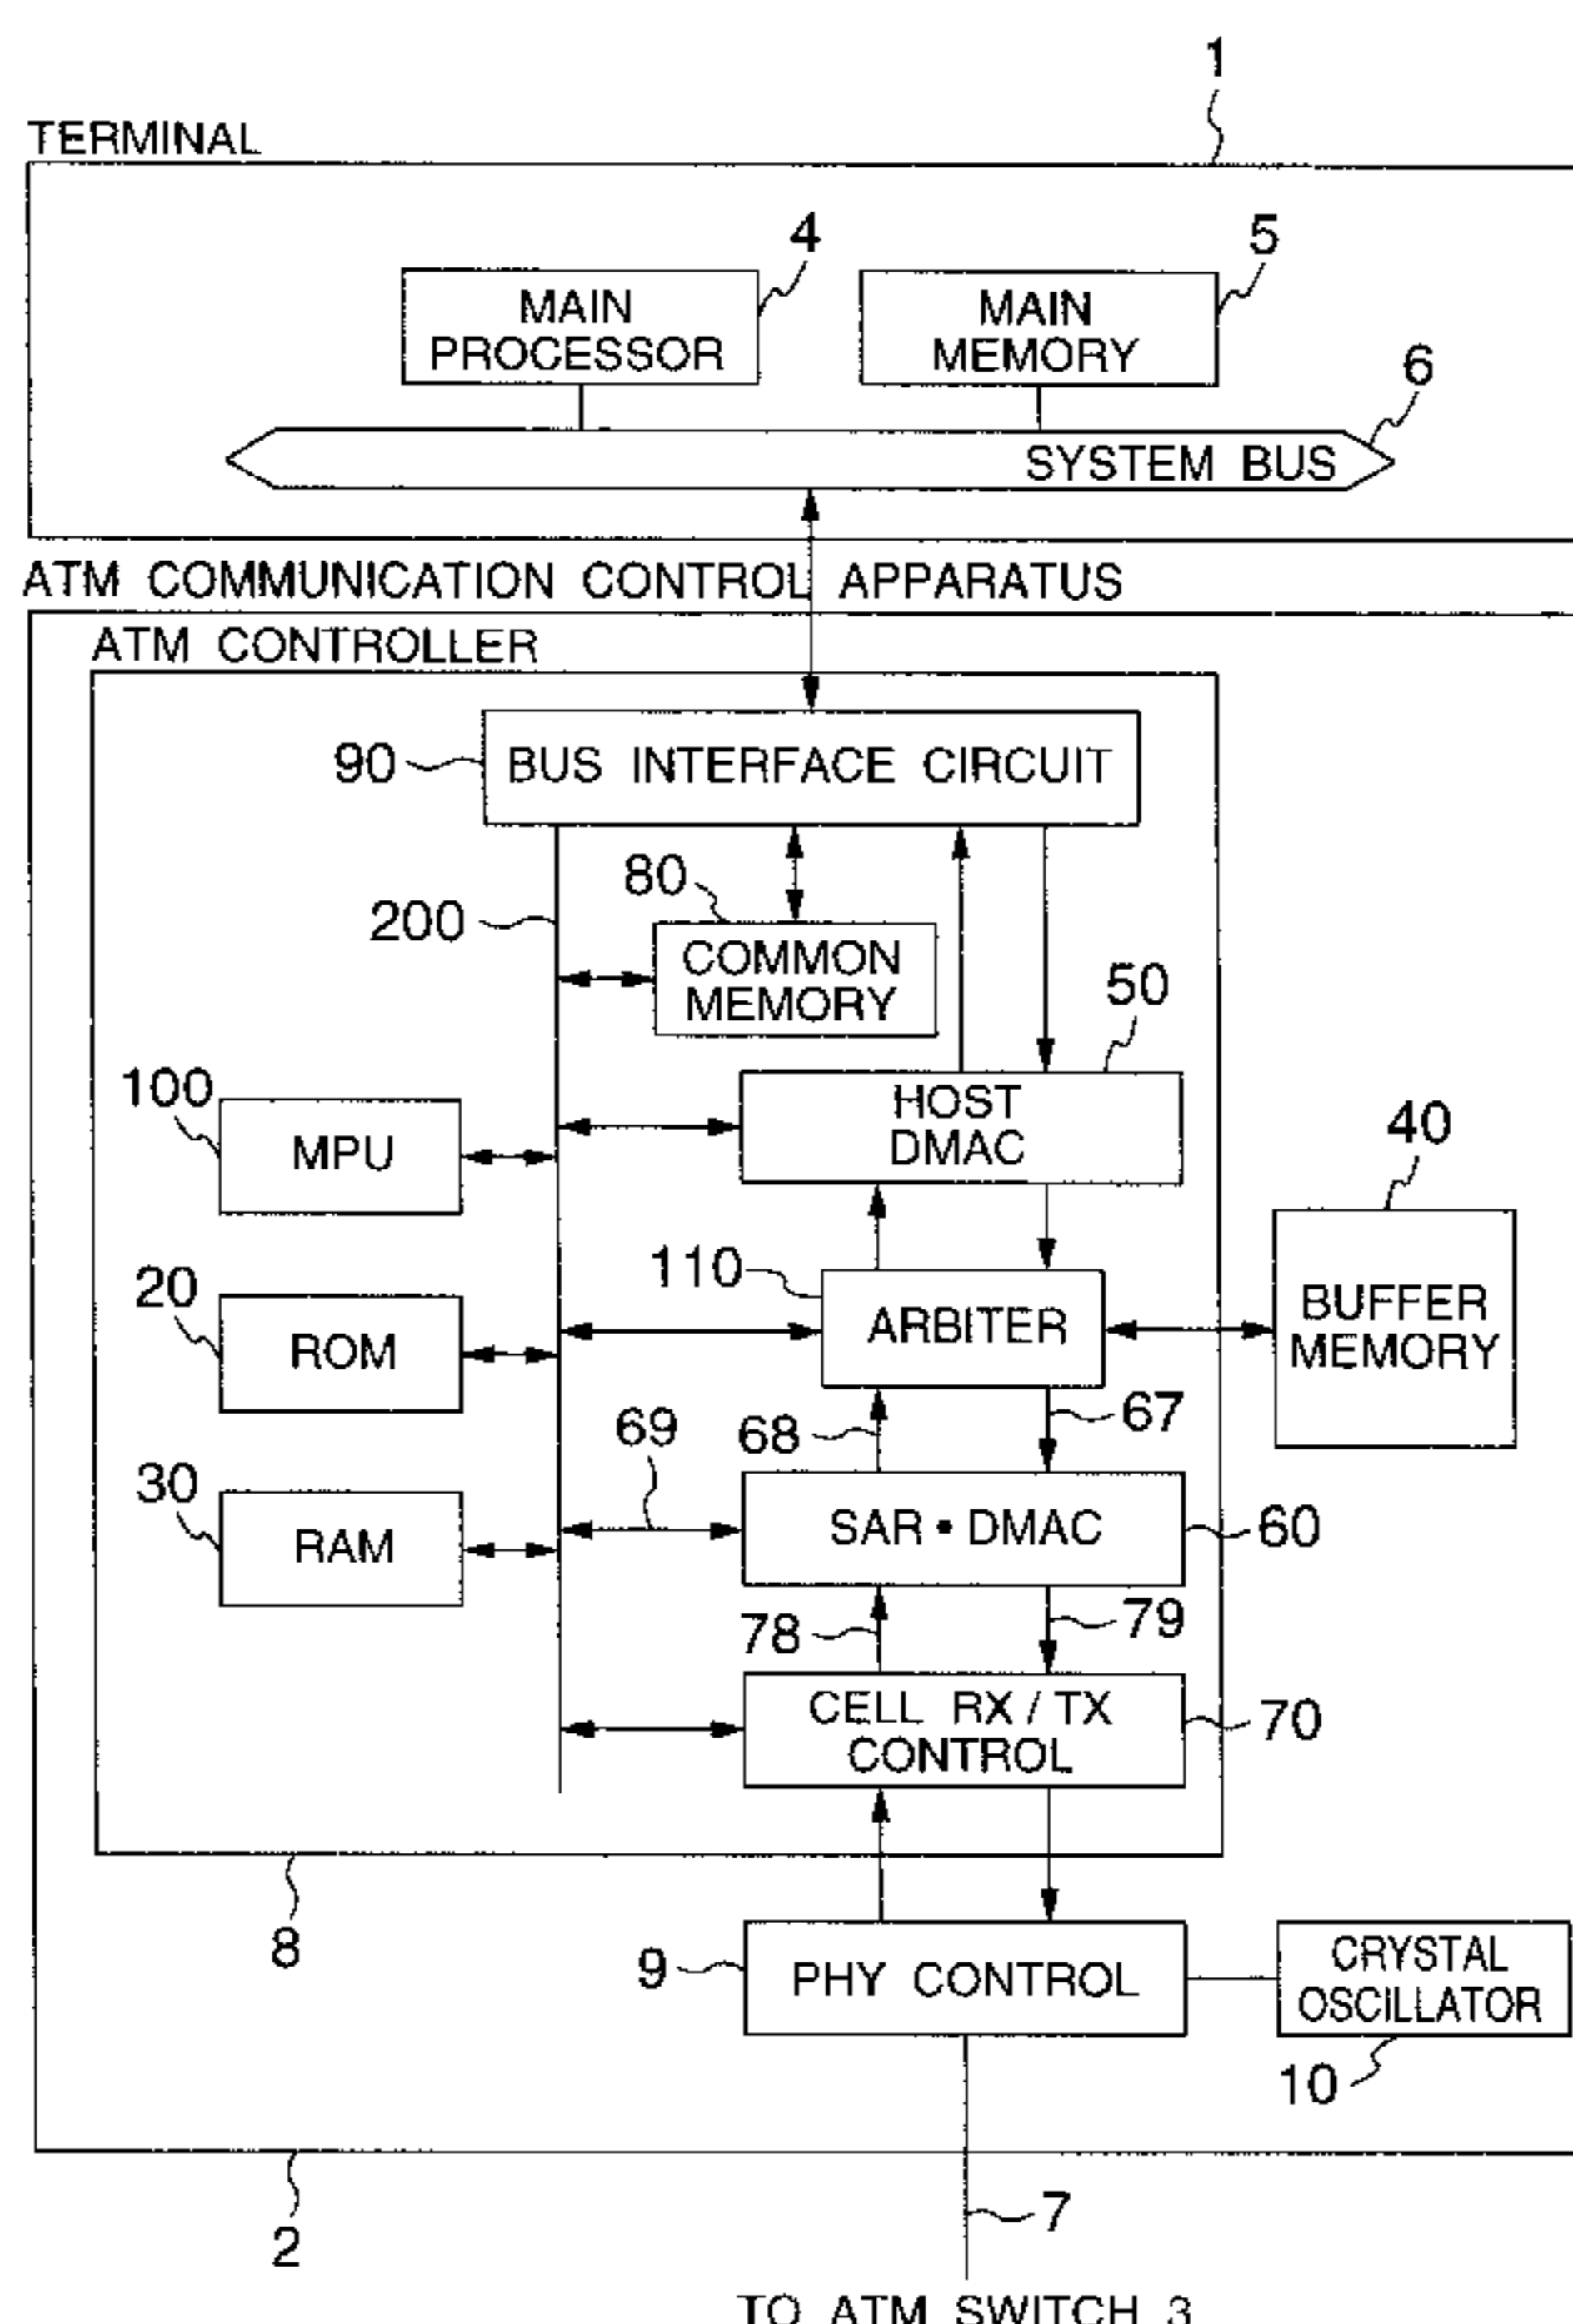 1
TERMINAL
4
5
MAIN
PROCESSOR
MAIN
MEMORY
6
SYSTEM BUS
ATM COMMUNICATION CONTROL APPARATUS
ATM CONTROLLER
90
BUS INTERFACE CIRCUIT
80
200
COMMON
MEMORY
50
100
HOST
DMAC
MPU
40
110
20
ARBITER
BUFFER
MEMORY
ROM
69
68
67
30
SAR • DMAC
60
RAM
78
79
CELL RX / TX
CONTROL
70
8
9
PHY CONTROL
CRYSTAL
OSCILLATOR
10
2
7
TO ATM SWITCH 3